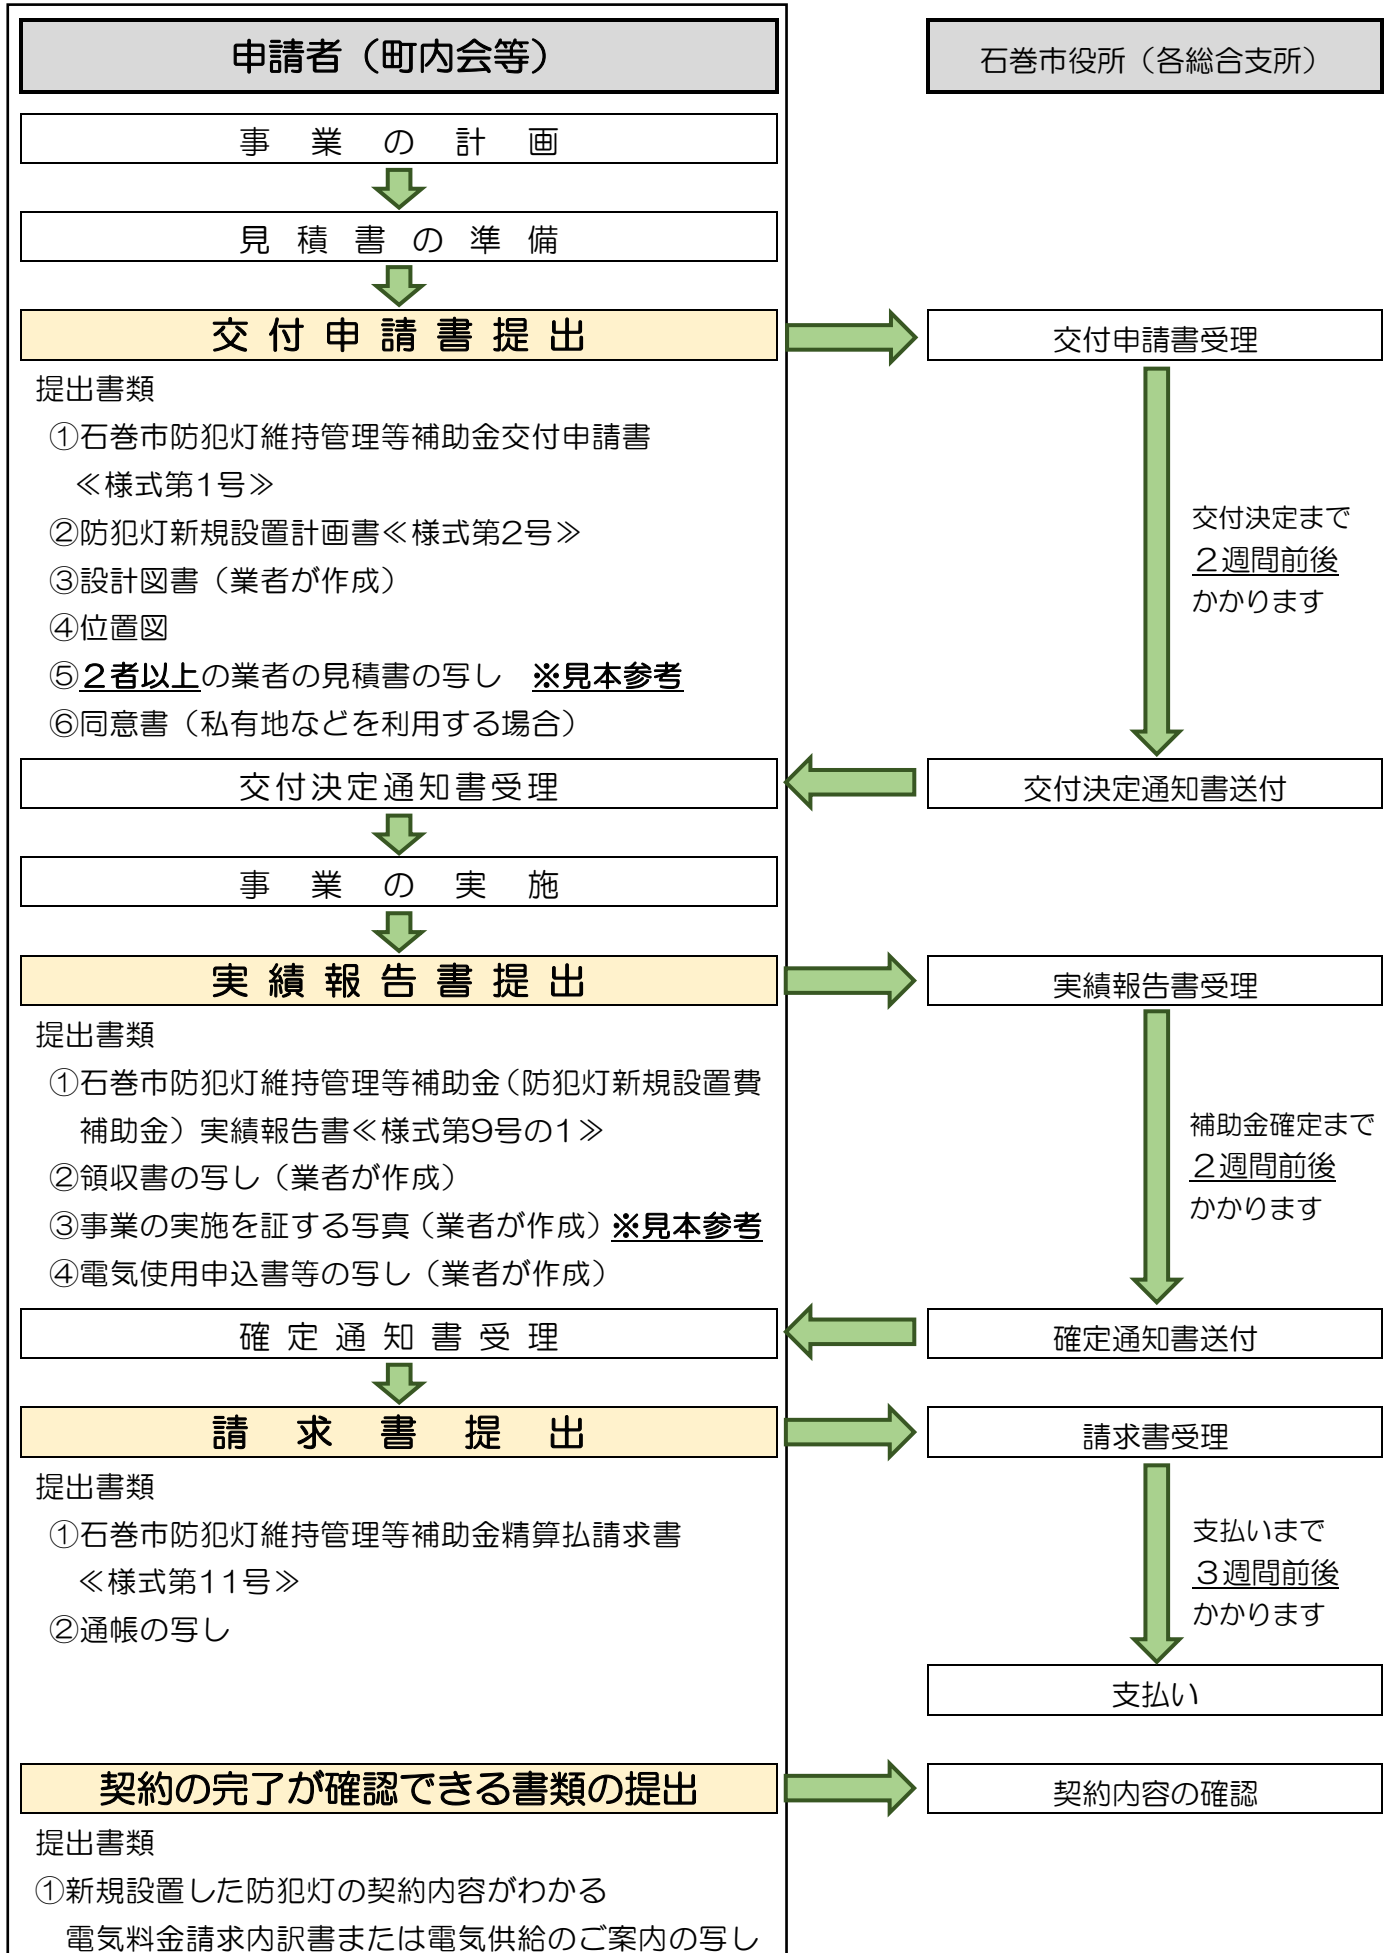 申請者（町内会等）
石巻市役所（各総合支所）
事業の計画
見積書の準備
交付申請書提出
交付申請書受理
提出書類
①石巻市防犯灯維持管理等補助金交付申請書
≪様式第1号≫
②防犯灯新規設置計画書≪様式第2号≫
③設計図書（業者が作成）
④位置図
⑤２者以上の業者の見積書の写し　※見本参考
⑥同意書（私有地などを利用する場合）
交付決定まで
２週間前後
かかります
交付決定通知書受理
交付決定通知書送付
事業の実施
実績報告書提出
実績報告書受理
提出書類
①石巻市防犯灯維持管理等補助金（防犯灯新規設置費
補助金）実績報告書≪様式第9号の1≫
②領収書の写し（業者が作成）
③事業の実施を証する写真（業者が作成）※見本参考
④電気使用申込書等の写し（業者が作成）
補助金確定まで
２週間前後
かかります
確定通知書受理
確定通知書送付
請求書提出
請求書受理
提出書類
①石巻市防犯灯維持管理等補助金精算払請求書
≪様式第11号≫
②通帳の写し
支払いまで
３週間前後
かかります
支払い
契約の完了が確認できる書類の提出
契約内容の確認
提出書類
①新規設置した防犯灯の契約内容がわかる
電気料金請求内訳書または電気供給のご案内の写し